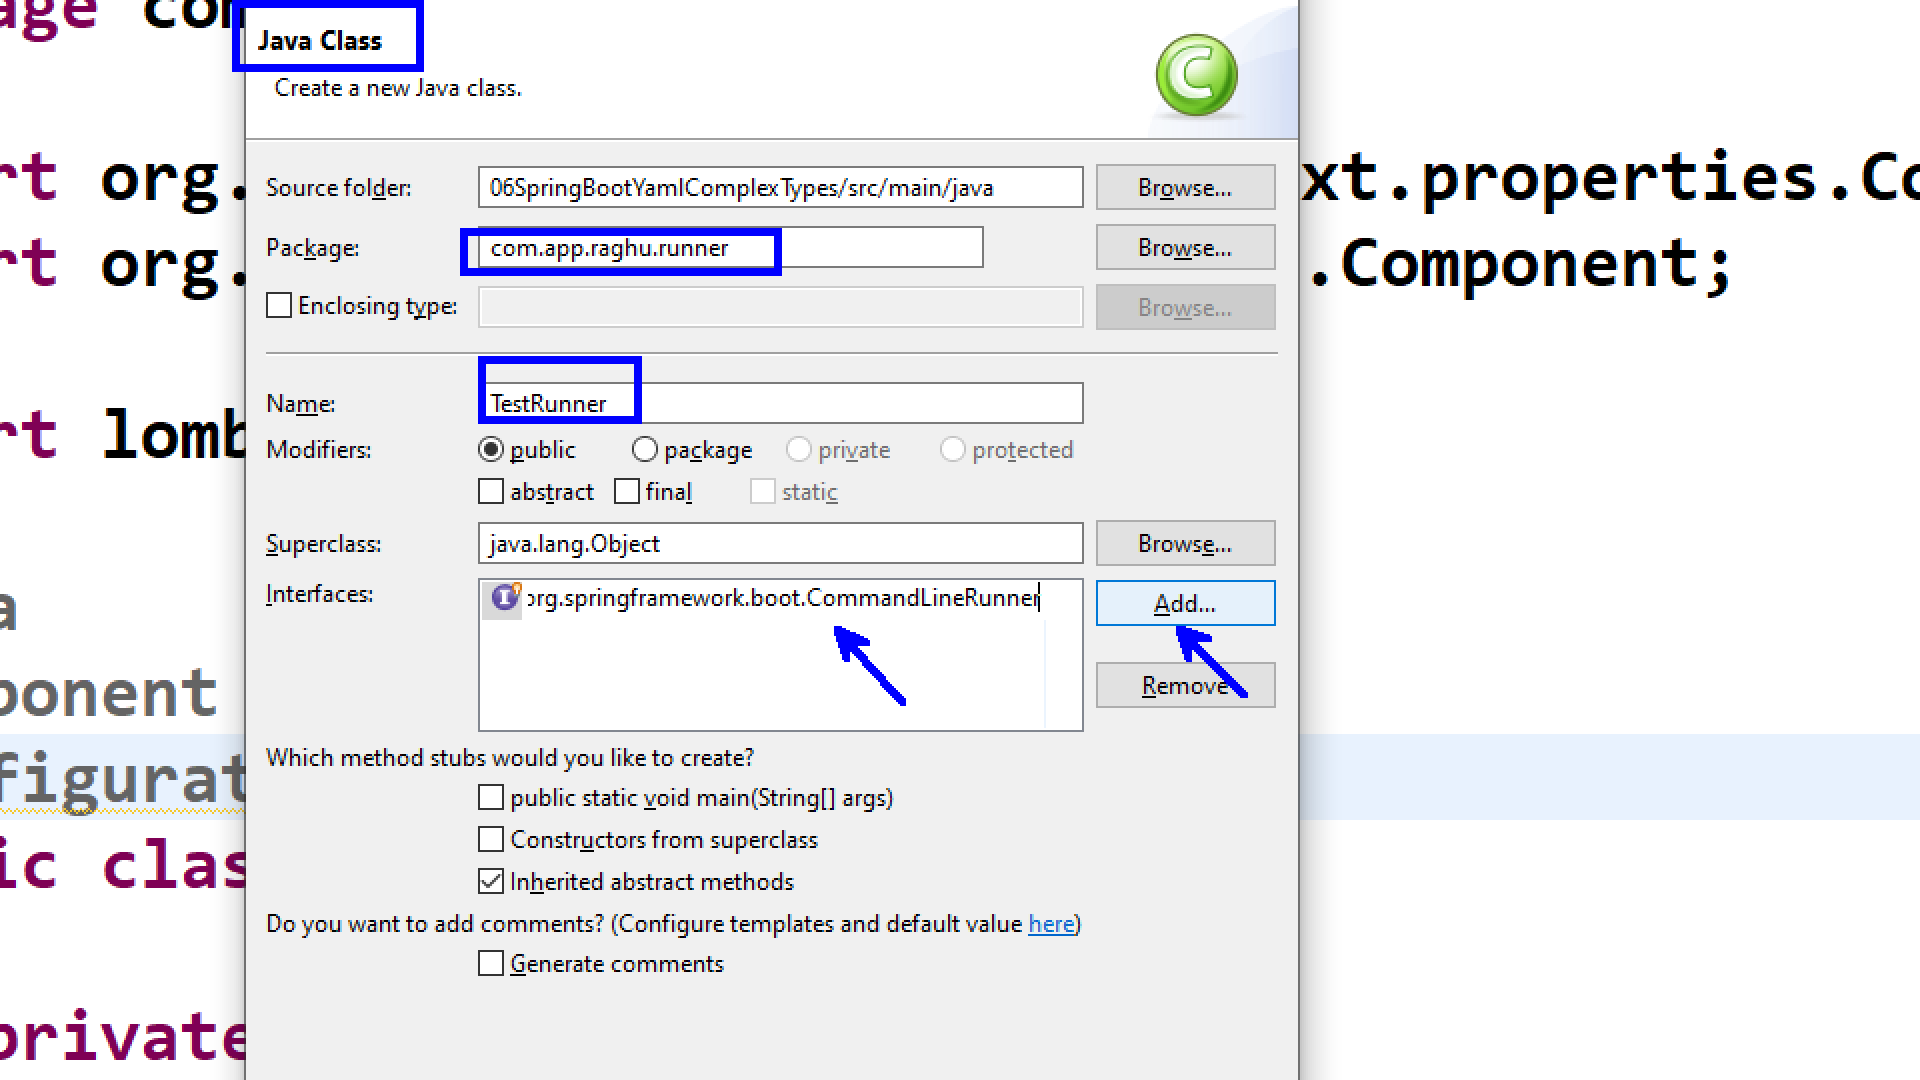 age con
Java Class
Create a new Java class.
rt org. xt.properties.Co
Source folder: 06SpringBootYamlComplexTypes/src/main/java Browse...
Package: com.app.raghu.runner Browse...
rt org. .Component;
Enclosing type: Browse...
Name: TestRunner
rt lomb
Modifiers: public package private protected
abstract final static
Superclass: java.lang.Object Browse...
Interfaces: org.springframework.boot.CommandLineRunner Add...
a
Remove
ponent
Which method stubs would you like to create?
figurat
public static void main(String[] args)
Constructors from superclass
ic clas
Inherited abstract methods
Do you want to add comments? (Configure templates and default value here)
Generate comments
private